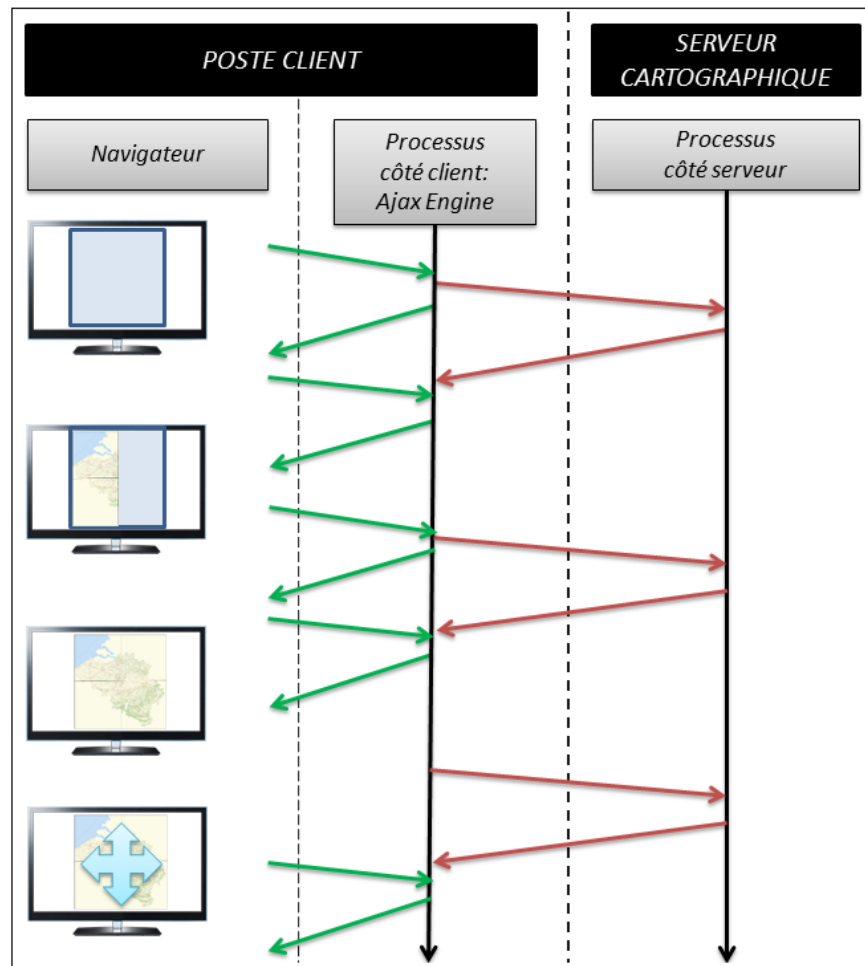 POSTE CLIENT
SERVEUR
CARTOGRAPHIQUE
Navigateur
Processus
côté client:
Ajax Engine
Processus
côté serveur